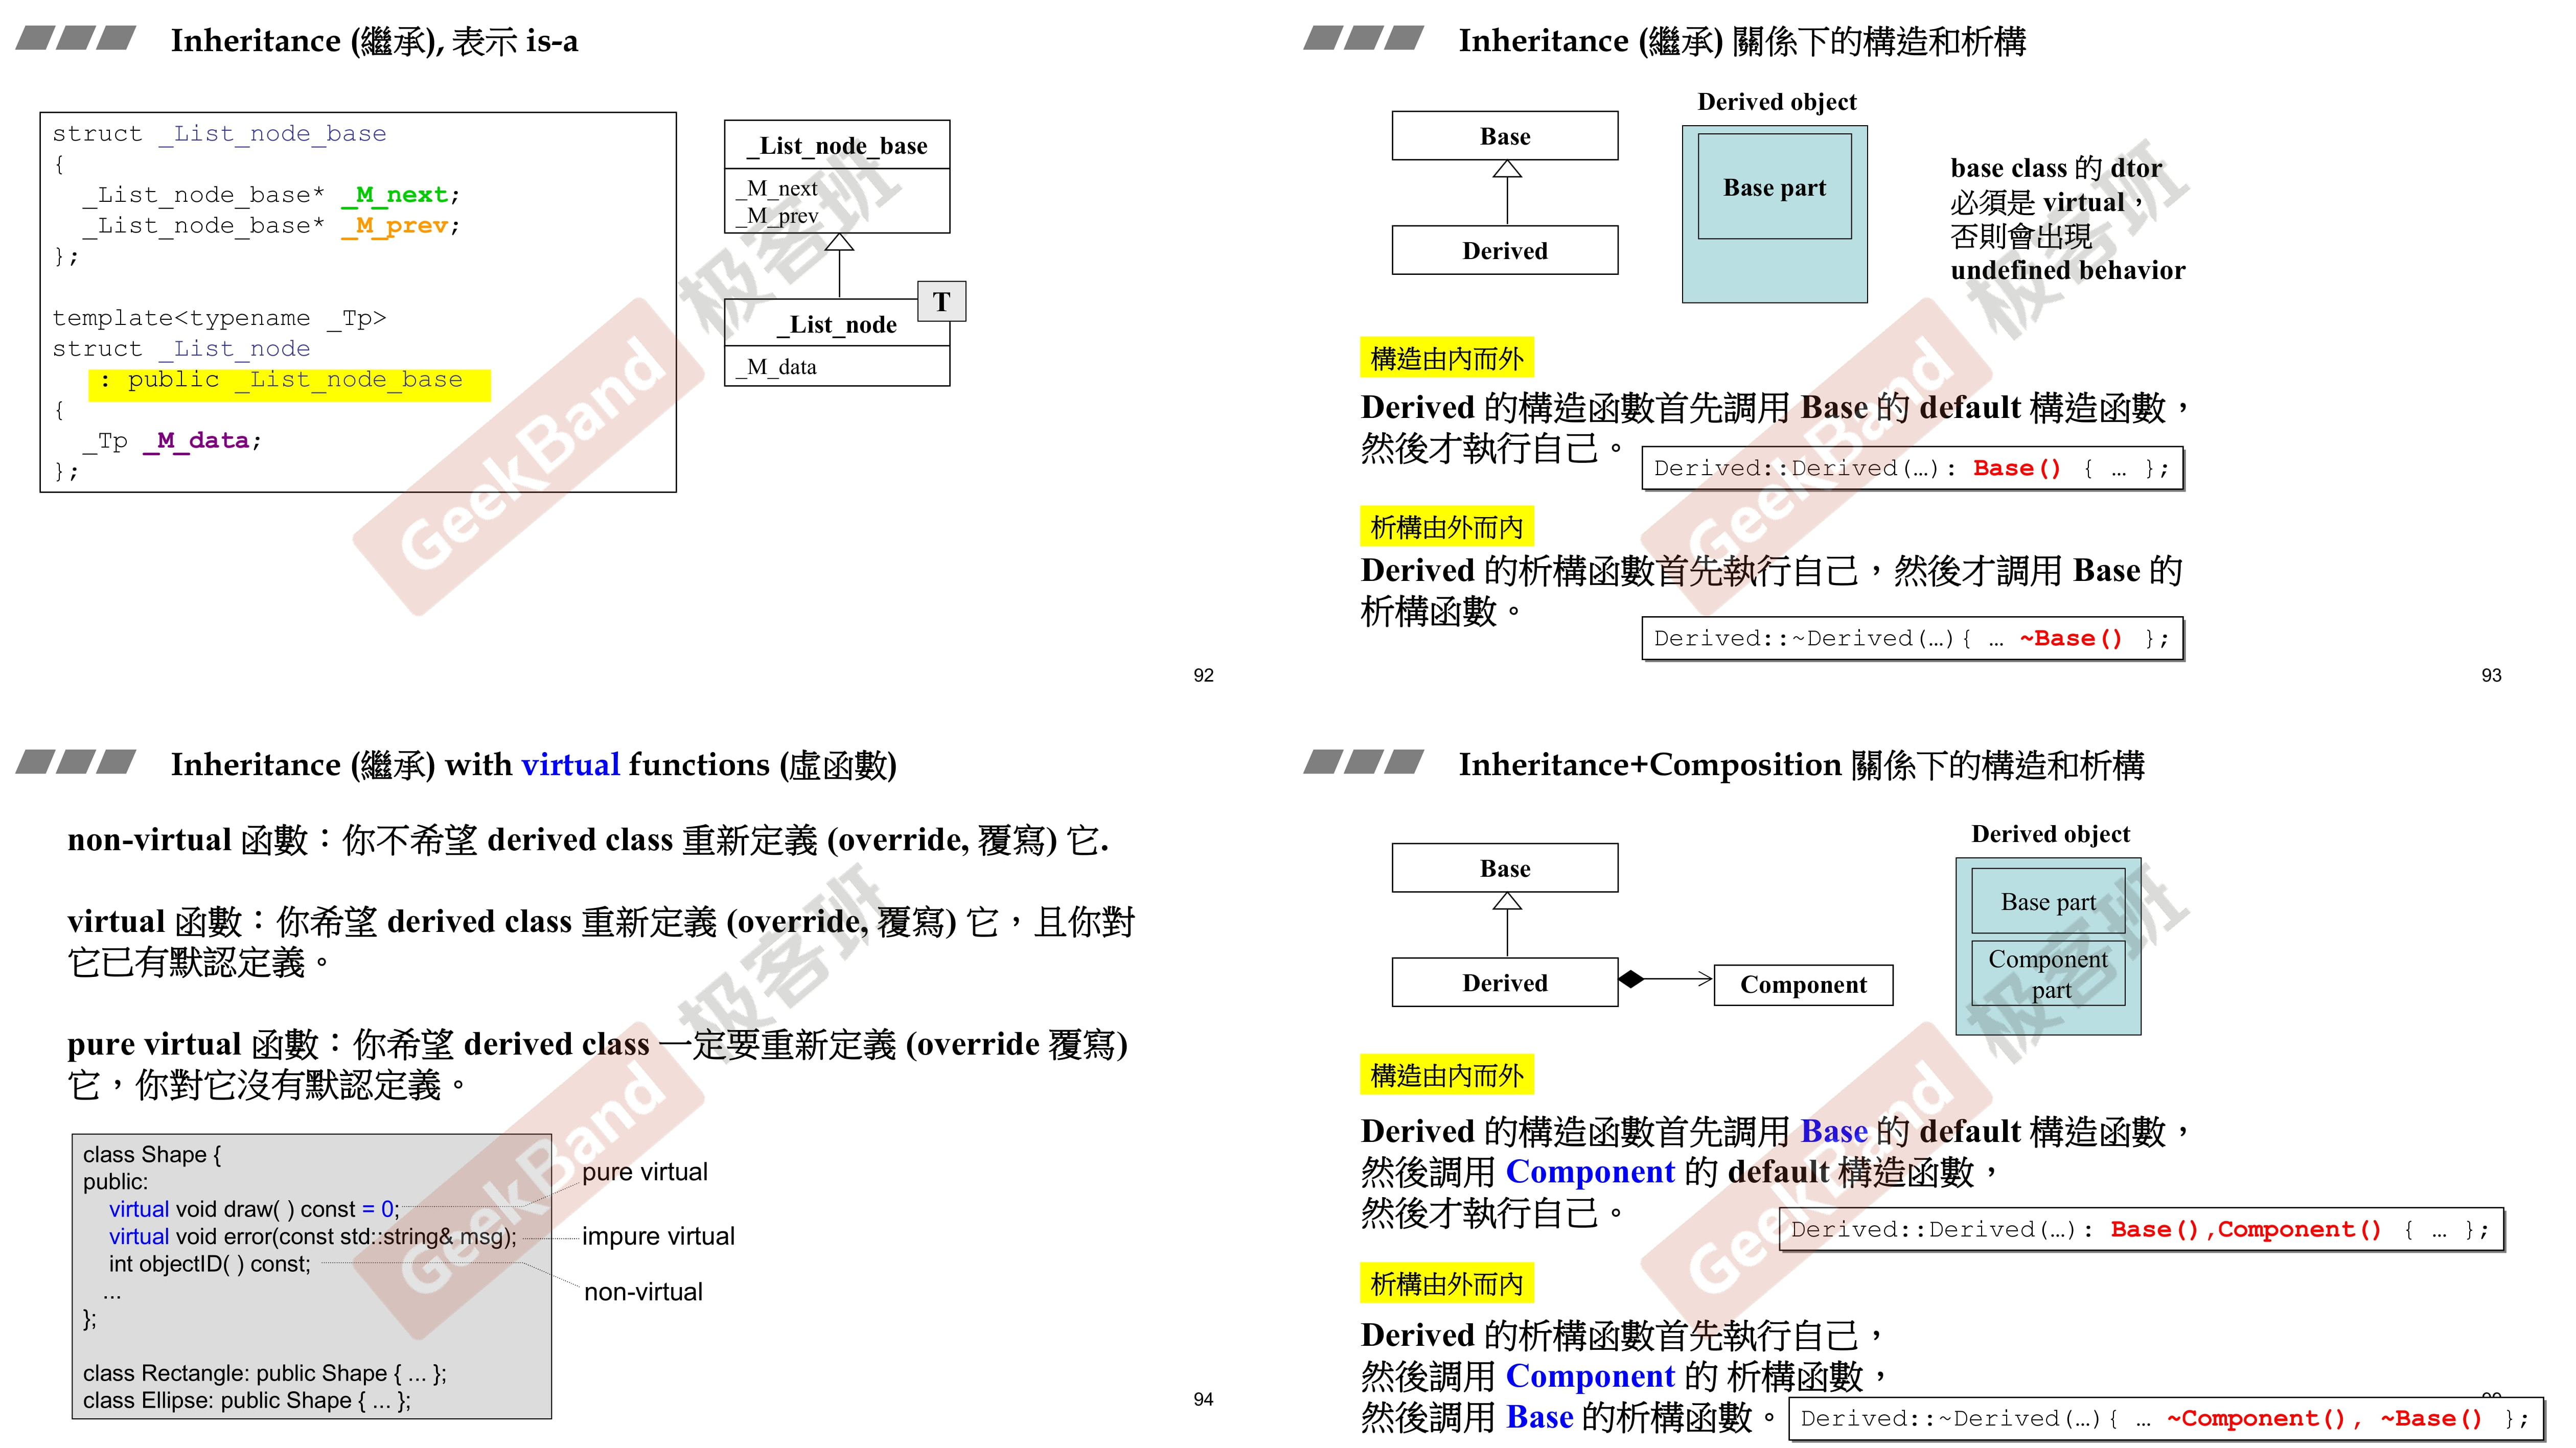 Inheritance (繼承), 表示 is-a
struct _List_node_base
{
_List_node_base* _M_next;
_List_node_base* _M_prev;
};
template<typename _Tp>
struct _List_node
: public _List_node_base
{
_Tp _M_data;
};
_List_node_base
_M_next
_M_prev
T
_List_node
_M_data
GeekBand 极客班
92
Inheritance (繼承) 關係下的構造和析構
Base
Derived
Derived object
Base part
base class 的 dtor
必須是 virtual，
否則會出現
undefined behavior
構造由內而外
Derived 的構造函數首先調用 Base 的 default 構造函數，
然後才執行自己。
Derived::Derived(…): Base() { … };
析構由外而內
Derived 的析構函數首先執行自己，然後才調用 Base 的
析構函數。
Derived::~Derived(…){ … ~Base() };
GeekBand 极客班
93
Inheritance (繼承) with virtual functions (虛函數)
non-virtual 函數：你不希望 derived class 重新定義 (override, 覆寫) 它.
virtual 函數：你希望 derived class 重新定義 (override, 覆寫) 它，且你對
它已有默認定義。
pure virtual 函數：你希望 derived class 一定要重新定義 (override 覆寫)
它，你對它沒有默認定義。
class Shape {
public:
virtual void draw( ) const = 0;
virtual void error(const std::string& msg);
int objectID( ) const;
...
};
class Rectangle: public Shape { ... };
class Ellipse: public Shape { ... };
pure virtual
impure virtual
non-virtual
GeekBand 极客班
94
Inheritance+Composition 關係下的構造和析構
Base
Derived
Component
Derived object
Base part
Component
part
構造由內而外
Derived 的構造函數首先調用 Base 的 default 構造函數，
然後調用 Component 的 default 構造函數，
然後才執行自己。
Derived::Derived(…): Base(),Component() { … };
析構由外而內
Derived 的析構函數首先執行自己，
然後調用 Component 的 析構函數，
然後調用 Base 的析構函數。
Derived::~Derived(…){ … ~Component(), ~Base() };
GeekBand 极客班